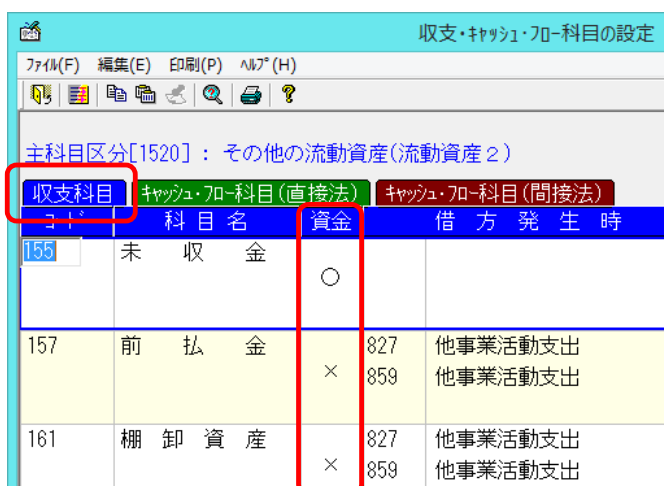 収支・ｷｬｯｼｭ・ﾌﾛｰ科目の設定
ﾌｧｲﾙ(F) 編集(E) 印刷(P) ﾍﾙﾌﾟ(H)
主科目区分[1520] : その他の流動資産(流動資産２)
収支科目 ｷｬｯｼｭ・ﾌﾛｰ科目(直接法) ｷｬｯｼｭ・ﾌﾛｰ科目(間接法)
コード 科目名 資金 借方発生時
155 未収金 ○
157 前払金 × 827 他事業活動支出
859 他事業活動支出
161 棚卸資産 × 827 他事業活動支出
859 他事業活動支出